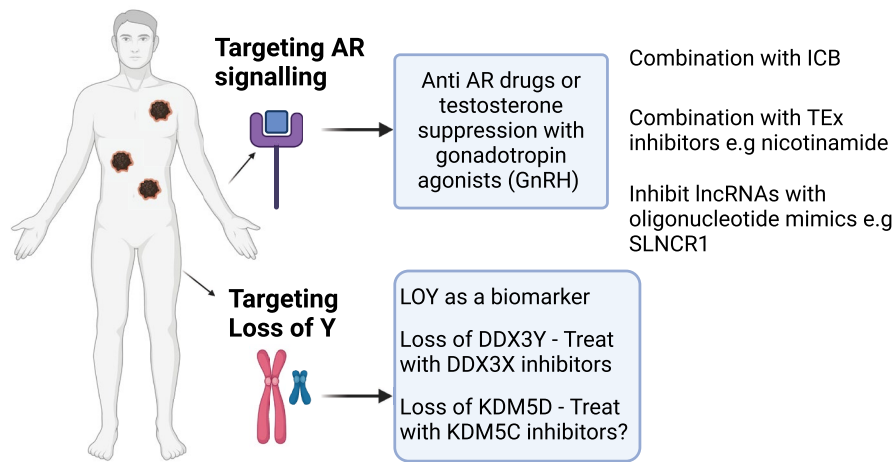 Targeting AR
signalling
Anti AR drugs or
testosterone
suppression with
gonadotropin
agonists (GnRH)
Combination with ICB
Combination with TEx
inhibitors e.g nicotinamide
Inhibit lncRNAs with
oligonucleotide mimics e.g
SLNCR1
Targeting
Loss of Y
LOY as a biomarker
Loss of DDX3Y - Treat
with DDX3X inhibitors
Loss of KDM5D - Treat
with KDM5C inhibitors?